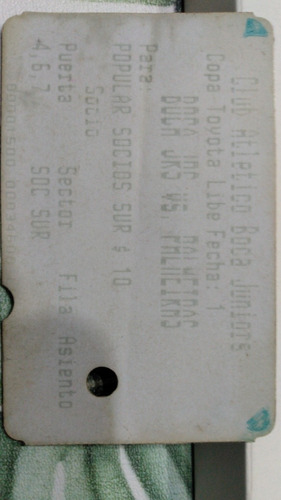 Club Atletico Boca Juniors
Copa Toyota Libe Fecha. 1
BOCA JRS VS PALMEIRAS
Para:
POPULAR SOCIOS SUR $ 10
Socio
Puerta Sector Fila Asiento
4,6,7 SOC SUR